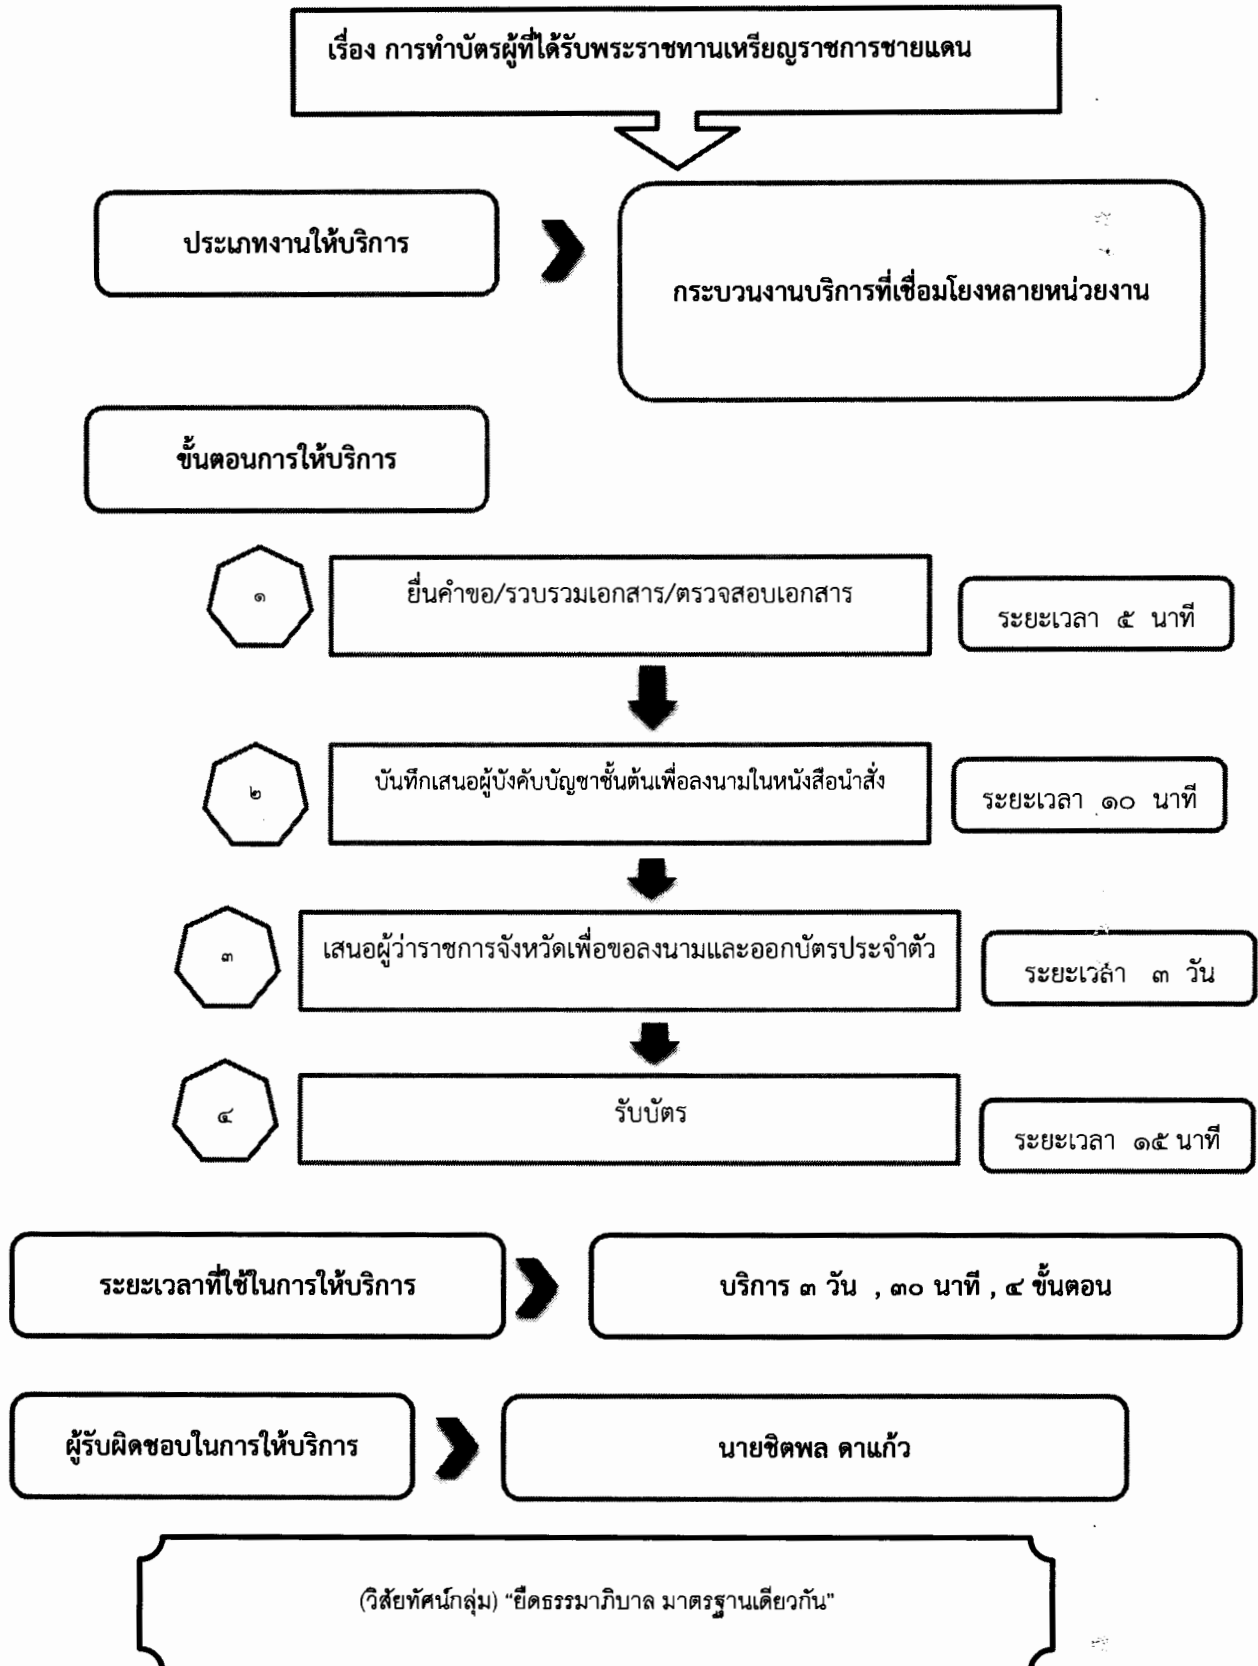 เรื่อง การทำบัตรผู้ที่ได้รับพระราชทานเหรียญราชการชายแดน
ประเภทงานให้บริการ
กระบวนงานบริการที่เชื่อมโยงหลายหน่วยงาน
ขั้นตอนการให้บริการ
๑
ยื่นคำขอ/รวบรวมเอกสาร/ตรวจสอบเอกสาร
ระยะเวลา ๕ นาที
๒
บันทึกเสนอผู้บังคับบัญชาชั้นต้นเพื่อลงนามในหนังสือนำสั่ง
ระยะเวลา ๑๐ นาที
๓
เสนอผู้ว่าราชการจังหวัดเพื่อขอลงนามและออกบัตรประจำตัว
ระยะเวลา ๓ วัน
๔
รับบัตร
ระยะเวลา ๑๕ นาที
ระยะเวลาที่ใช้ในการให้บริการ
บริการ ๓ วัน , ๓๐ นาที , ๔ ขั้นตอน
ผู้รับผิดชอบในการให้บริการ
นายชิตพล ดาแก้ว
(วิสัยทัศน์กลุ่ม) “ยึดธรรมาภิบาล มาตรฐานเดียวกัน”